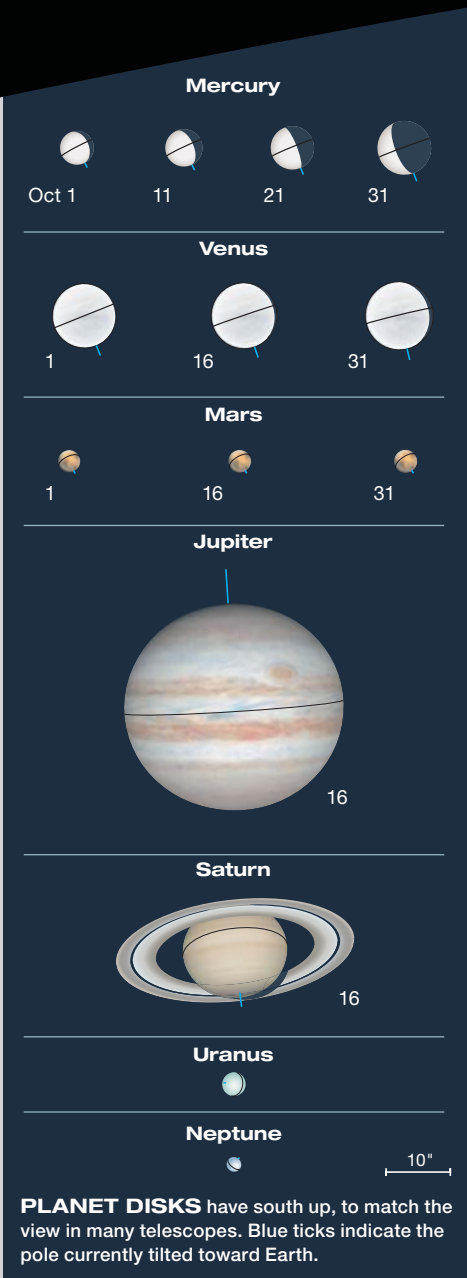 Mercury
Oct 1 11 21 31
Venus
1 16 31
Mars
1 16 31
Jupiter
16
Saturn
16
Uranus
Neptune
10"
PLANET DISKS have south up, to match the
view in many telescopes. Blue ticks indicate the
pole currently tilted toward Earth.